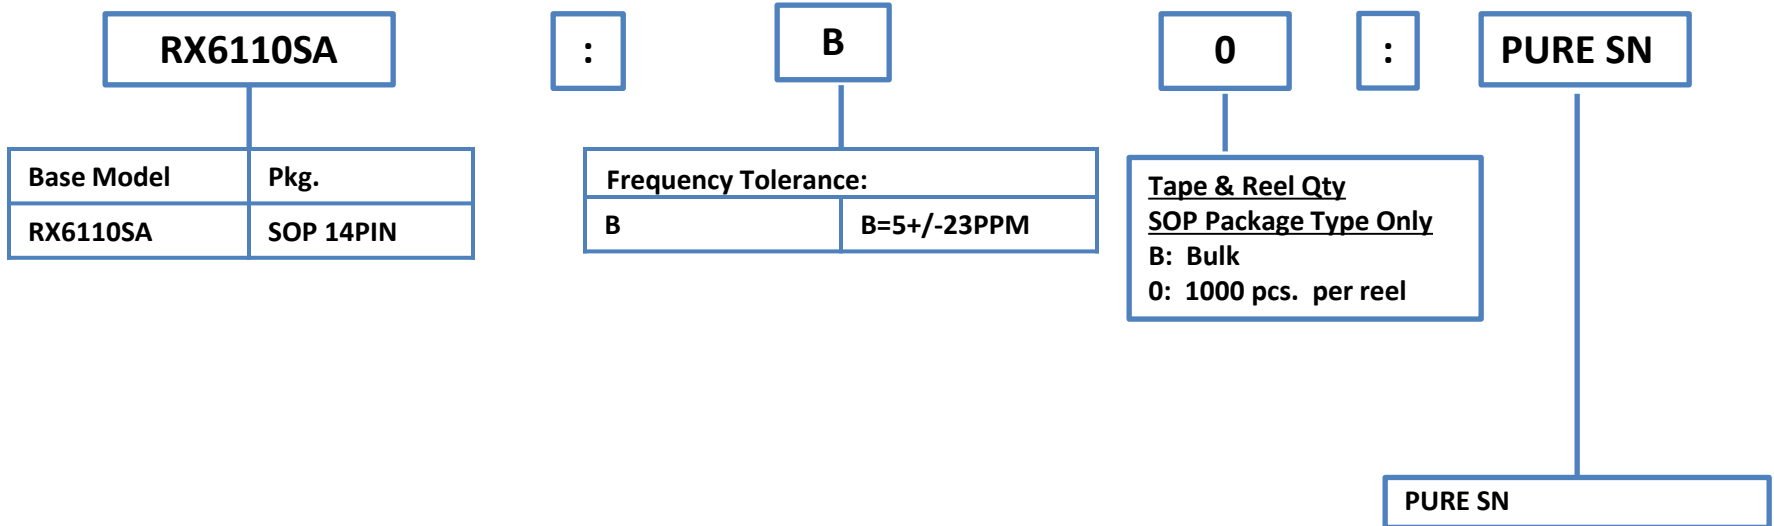 RX6110SA : B 0 : PURE SN
Base Model Pkg.
RX6110SA SOP 14PIN
Frequency Tolerance:
B B=5+/-23PPM
Tape & Reel Qty
SOP Package Type Only
B: Bulk
0: 1000 pcs. per reel
PURE SN